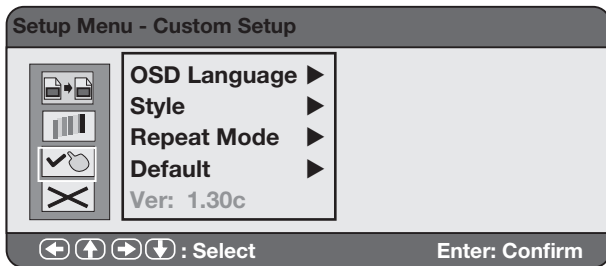 Setup Menu - Custom Setup
OSD Language ▶
Style ▶
Repeat Mode ▶
Default ▶
Ver: 1.30c
: Select
Enter: Confirm